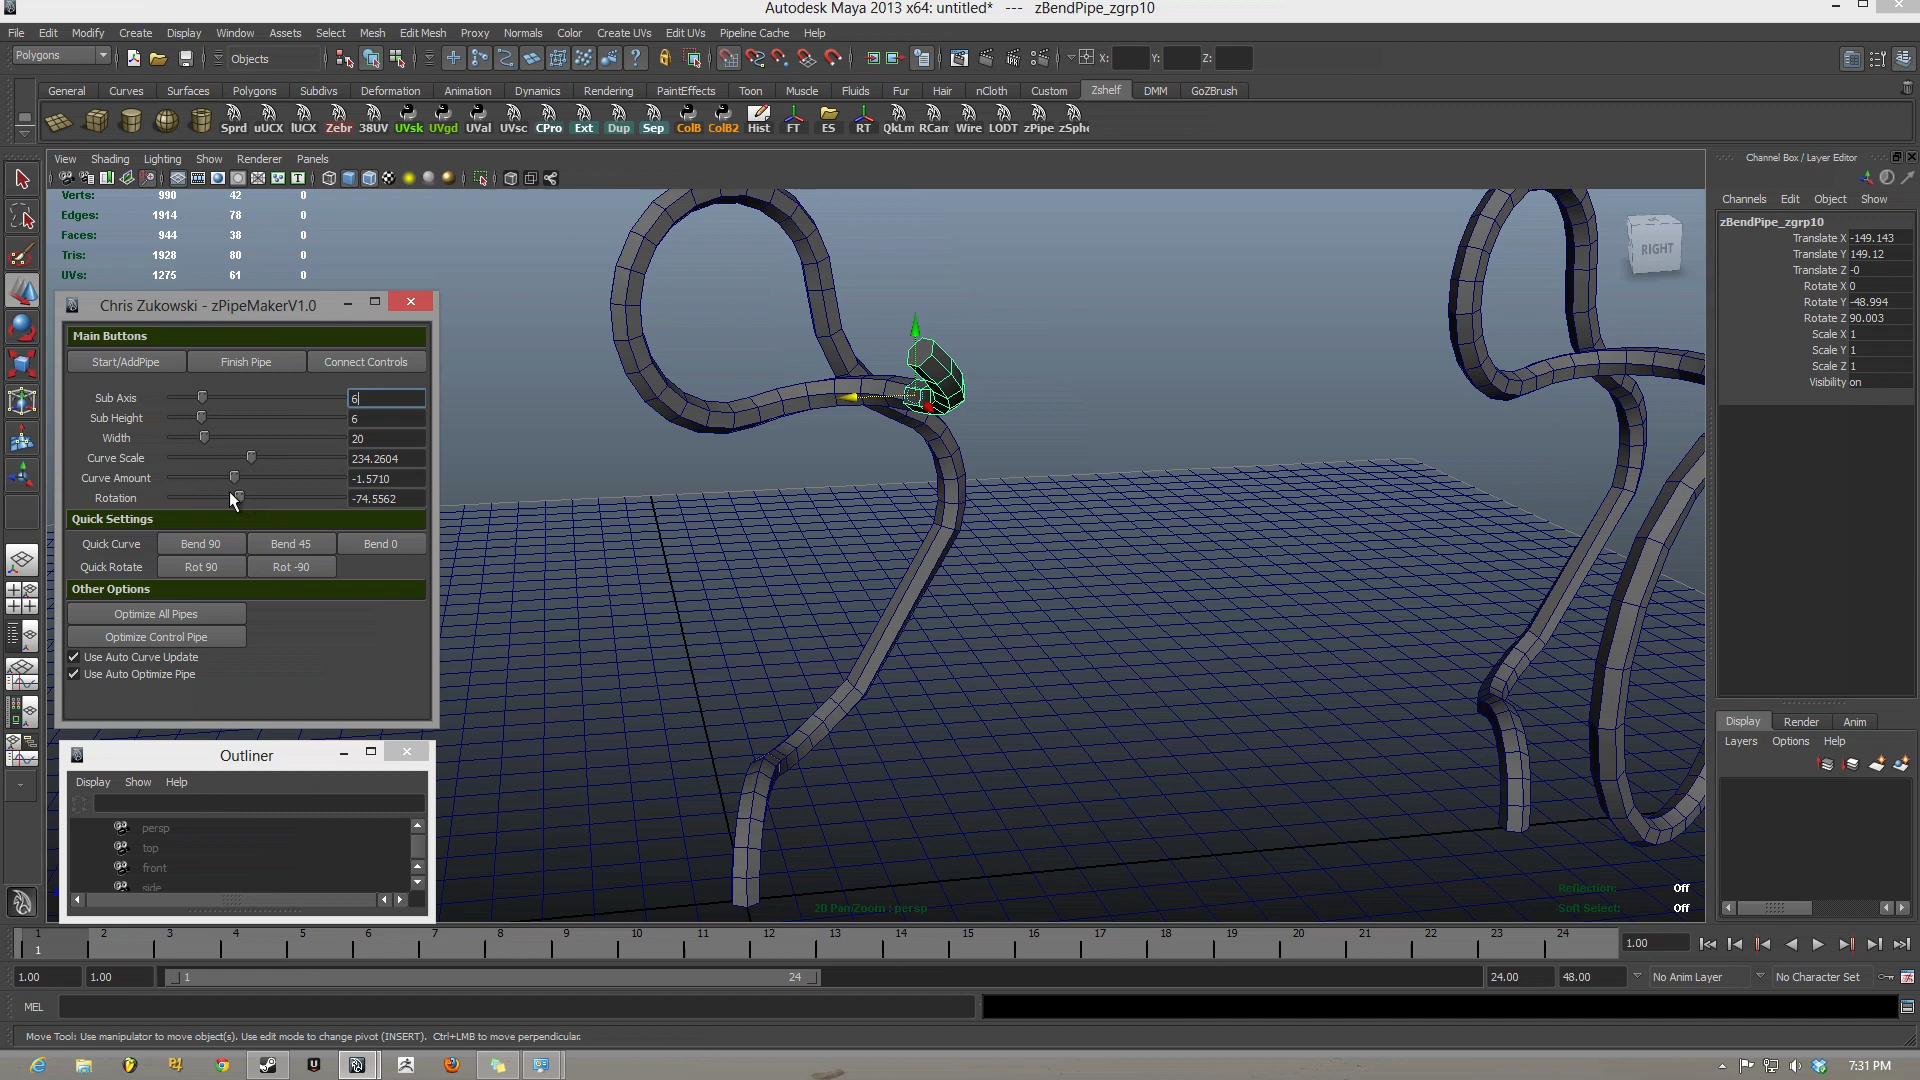 Autodesk Maya 2013 x64: untitled* --- zBendPipe_zgrp10
File Edit Modify Create Display Window Assets Select Mesh Edit Mesh Proxy Normals Color Create UVs Edit UVs Pipeline Cache Help
Polygons Objects X: Y: Z:
General Curves Surfaces Polygons Subdivs Deformation Animation Dynamics Rendering PaintEffects Toon Muscle Fluids Fur Hair nCloth Custom Zshelf DMM GoZBrush
Sprd uUCX lUCX Zebr 38UV UVsk UVgd UVal UVsc CPro Ext Dup Sep ColB ColB2 Hist FT ES RT QkLm RCam Wire LODT zPipe zSphe
View Shading Lighting Show Renderer Panels
Channel Box / Layer Editor
Channels Edit Object Show
Verts: 990 42 0
Edges: 1914 78 0
Faces: 944 38 0
Tris: 1928 80 0
UVs: 1275 61 0
RIGHT
zBendPipe_zgrp10
Translate X -149.143
Translate Y 149.12
Translate Z -0
Rotate X 0
Rotate Y -48.994
Rotate Z 90.003
Scale X 1
Scale Y 1
Scale Z 1
Visibility on
Chris Zukowski - zPipeMakerV1.0
Main Buttons
Start/AddPipe Finish Pipe Connect Controls
Sub Axis 6
Sub Height 6
Width 20
Curve Scale 234.2604
Curve Amount -1.5710
Rotation -74.5562
Quick Settings
Quick Curve Bend 90 Bend 45 Bend 0
Quick Rotate Rot 90 Rot -90
Other Options
Optimize All Pipes
Optimize Control Pipe
Use Auto Curve Update
Use Auto Optimize Pipe
Outliner
Display Show Help
persp
top
front
side
Display Render Anim
Layers Options Help
Reflection: Off
Soft Select: Off
2D Pan/Zoom : persp
1 2 3 4 5 6 7 8 9 10 11 12 13 14 15 16 17 18 19 20 21 22 23 24
1 1.00
1.00 1.00 1 24 24.00 48.00 No Anim Layer No Character Set
MEL
Move Tool: Use manipulator to move object(s). Use edit mode to change pivot (INSERT). Ctrl+LMB to move perpendicular.
7:31 PM